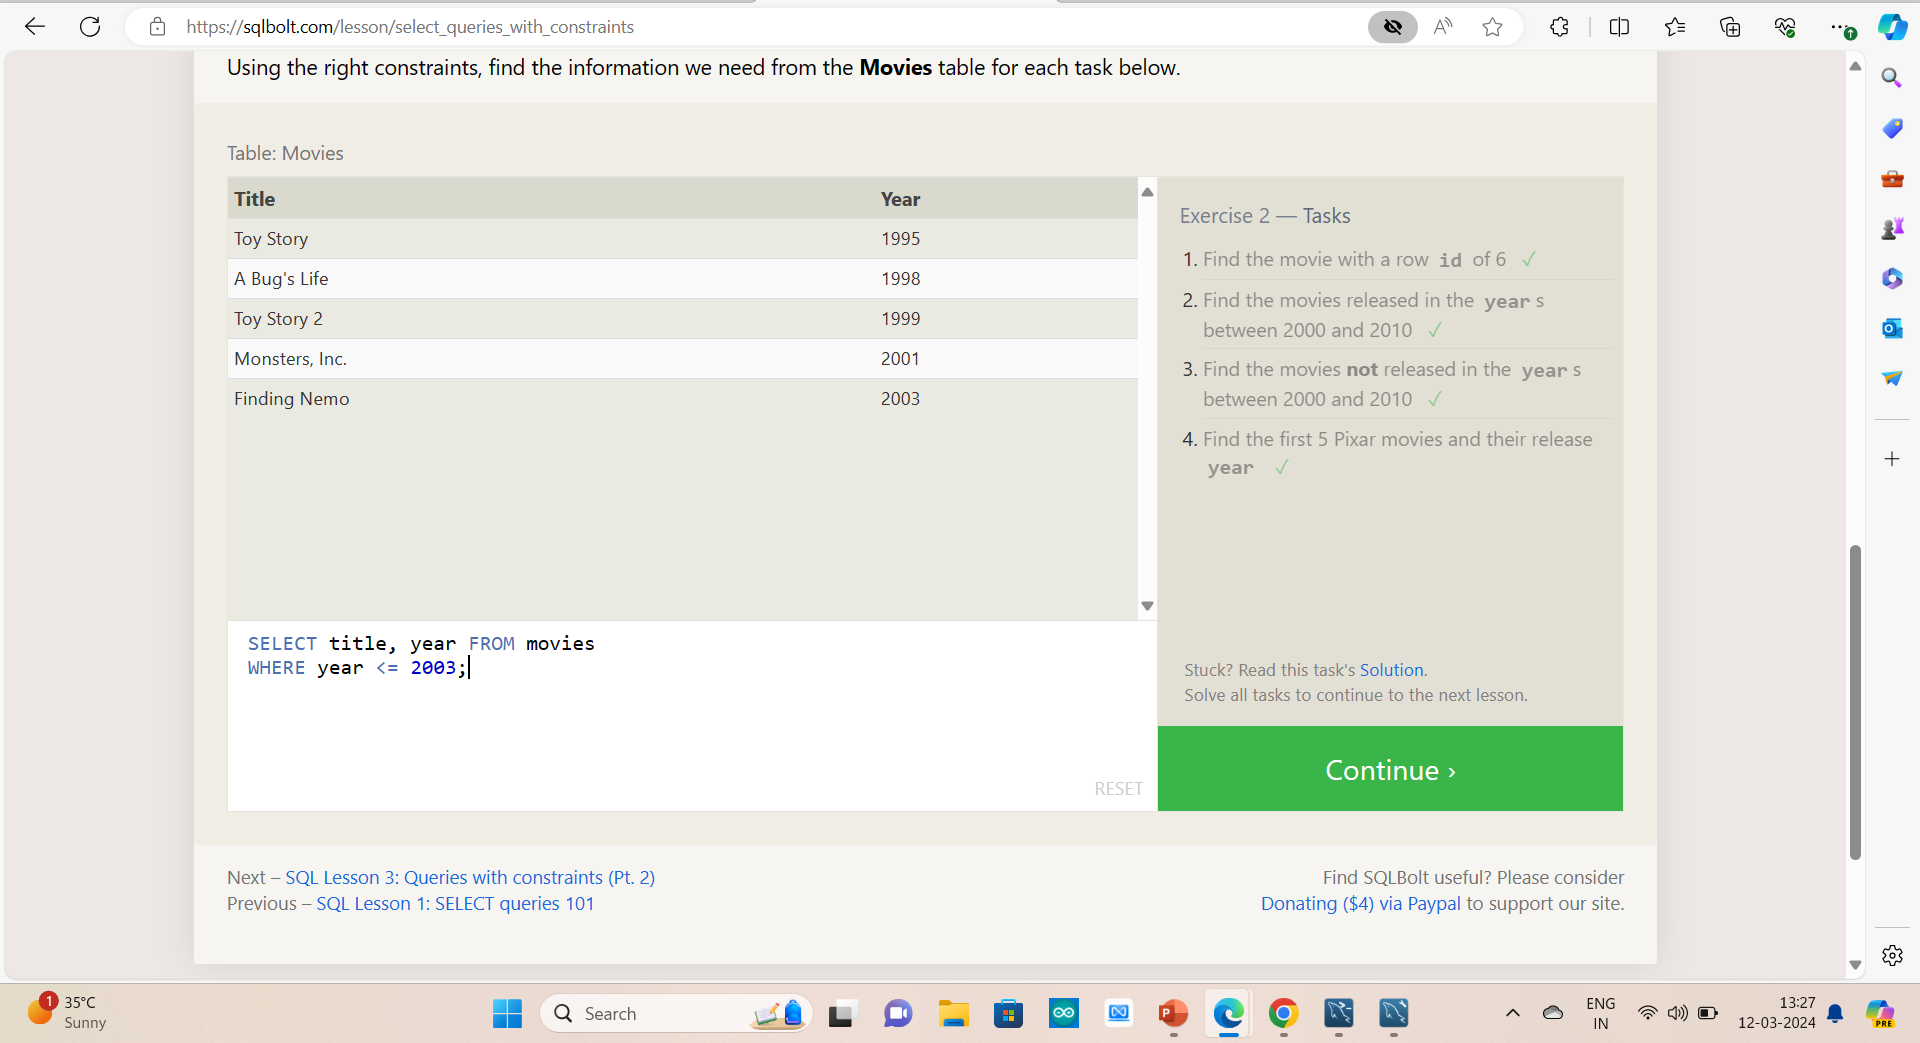 https://sqlbolt.com/lesson/select_queries_with_constraints
Using the right constraints, find the information we need from the Movies table for each task below.
Table: Movies
Title Year
Toy Story 1995
A Bug's Life 1998
Toy Story 2 1999
Monsters, Inc. 2001
Finding Nemo 2003
SELECT title, year FROM movies
WHERE year <= 2003;
RESET
Exercise 2 — Tasks
1. Find the movie with a row id of 6 ✓
2. Find the movies released in the year s
between 2000 and 2010 ✓
3. Find the movies not released in the year s
between 2000 and 2010 ✓
4. Find the first 5 Pixar movies and their release
year ✓
Stuck? Read this task's Solution.
Solve all tasks to continue to the next lesson.
Continue ›
Next – SQL Lesson 3: Queries with constraints (Pt. 2)
Previous – SQL Lesson 1: SELECT queries 101
Find SQLBolt useful? Please consider
Donating ($4) via Paypal to support our site.
1
35°C
Sunny
Search
ENG
IN
13:27
12-03-2024
PRE